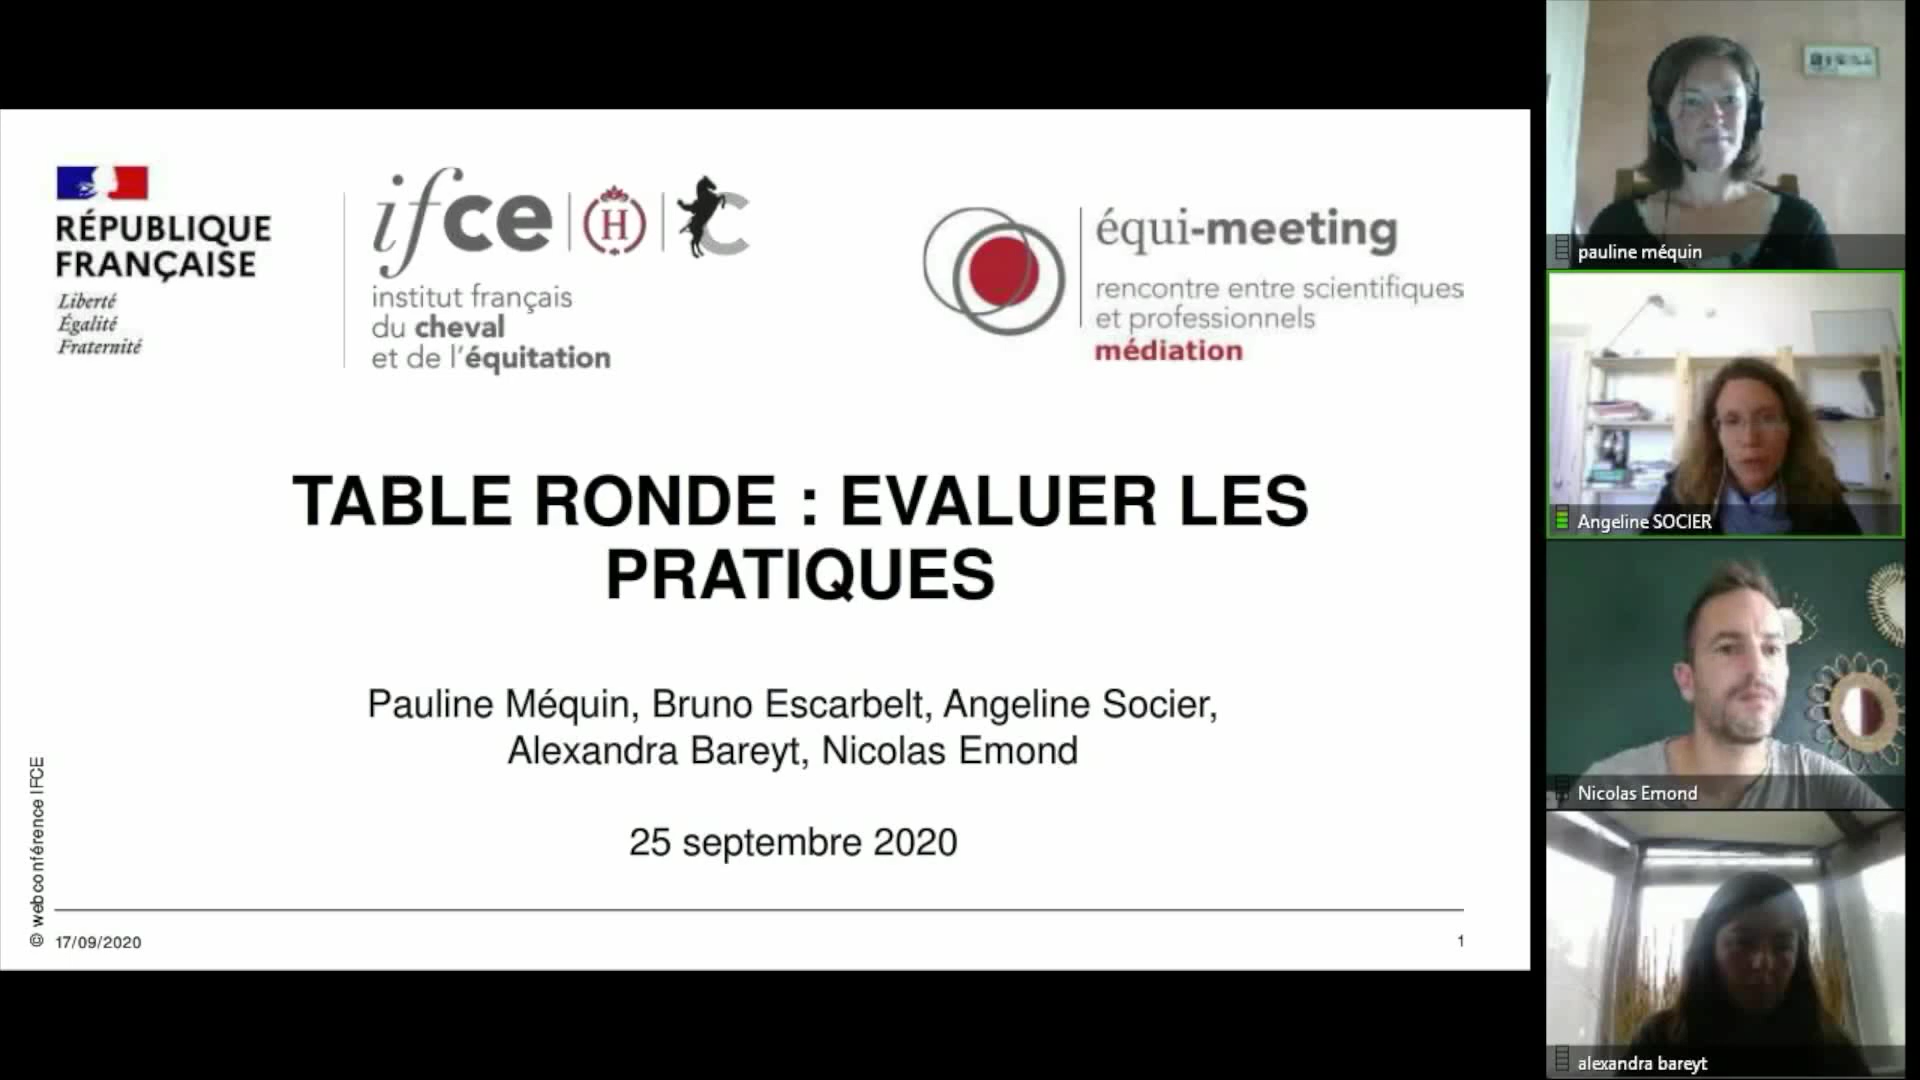 RÉPUBLIQUE
FRANÇAISE
Liberté
Égalité
Fraternité
ifce
H
institut français
du cheval
et de l'équitation
équi-meeting
rencontre entre scientifiques
et professionnels
médiation
TABLE RONDE : EVALUER LES
PRATIQUES
Pauline Méquin, Bruno Escarbelt, Angeline Socier,
Alexandra Bareyt, Nicolas Emond
25 septembre 2020
© webconférence IFCE
17/09/2020
1
pauline méquin
Angeline SOCIER
Nicolas Emond
alexandra bareyt